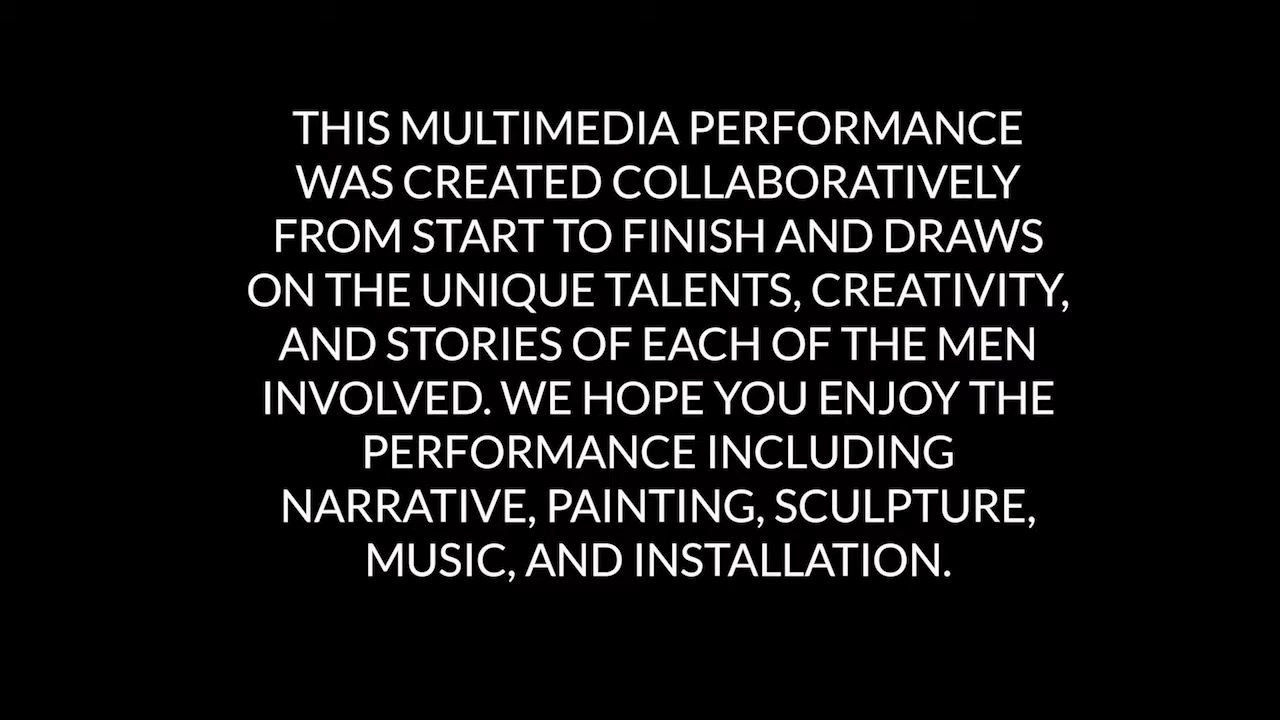 THIS MULTIMEDIA PERFORMANCE
WAS CREATED COLLABORATIVELY
FROM START TO FINISH AND DRAWS
ON THE UNIQUE TALENTS, CREATIVITY,
AND STORIES OF EACH OF THE MEN
INVOLVED. WE HOPE YOU ENJOY THE
PERFORMANCE INCLUDING
NARRATIVE, PAINTING, SCULPTURE,
MUSIC, AND INSTALLATION.